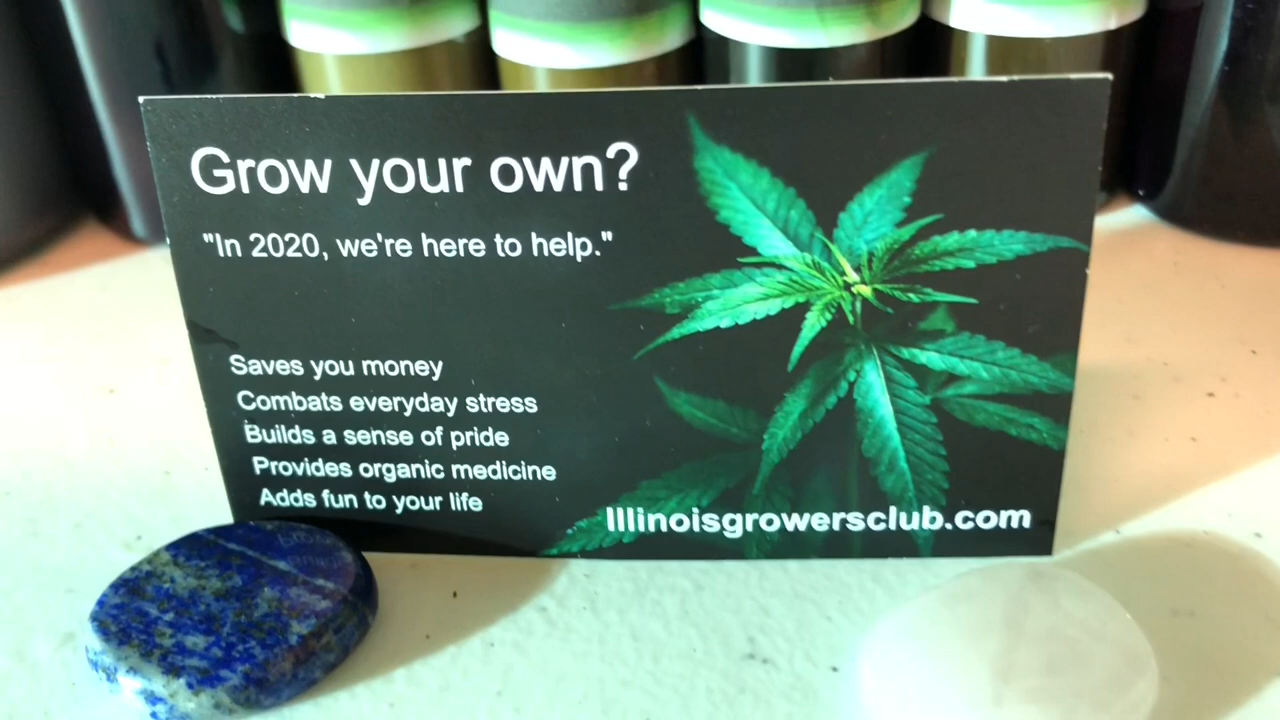 Grow your own?
"In 2020, we're here to help."
Saves you money
Combats everyday stress
Builds a sense of pride
Provides organic medicine
Adds fun to your life
Illinoisgrowersclub.com